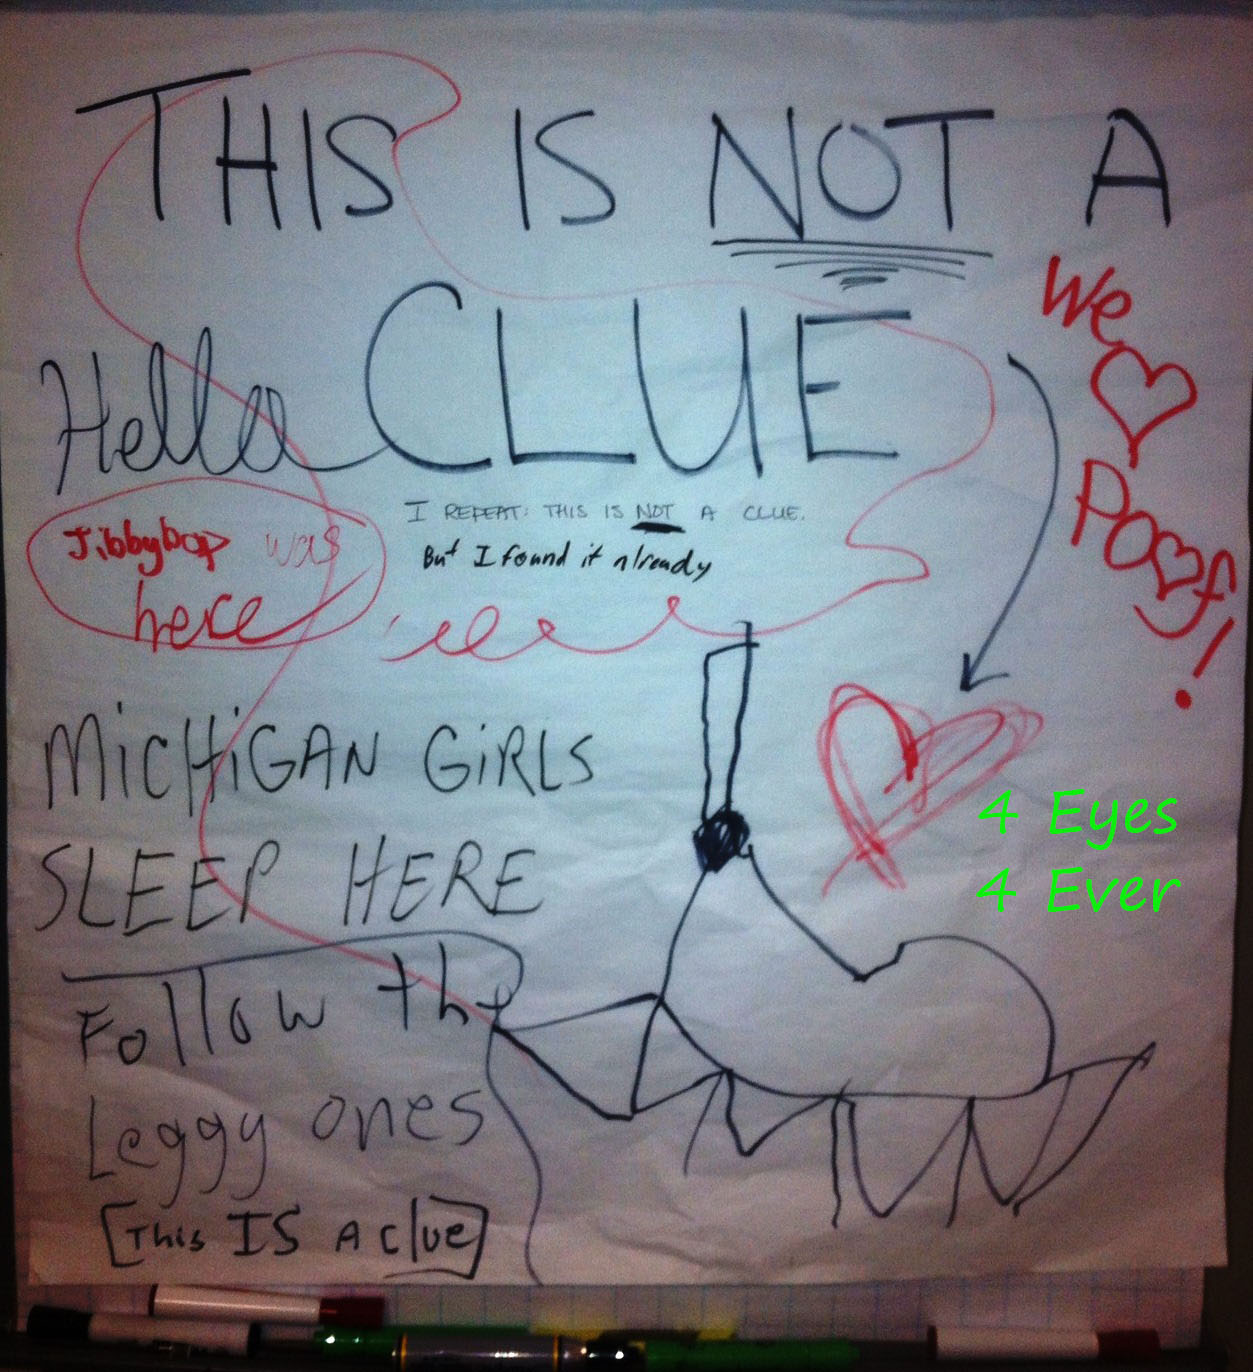 THIS IS NOT A
CLUE
Hello
We
Poof!
I REPEAT: THIS IS NOT A CLUE.
But I found it already
Jibbybop was
here
MiCHiGAN GiRLS
SLEEP HERE
4 Eyes
4 Ever
Follow the
Leggy ones
[This IS A clue]